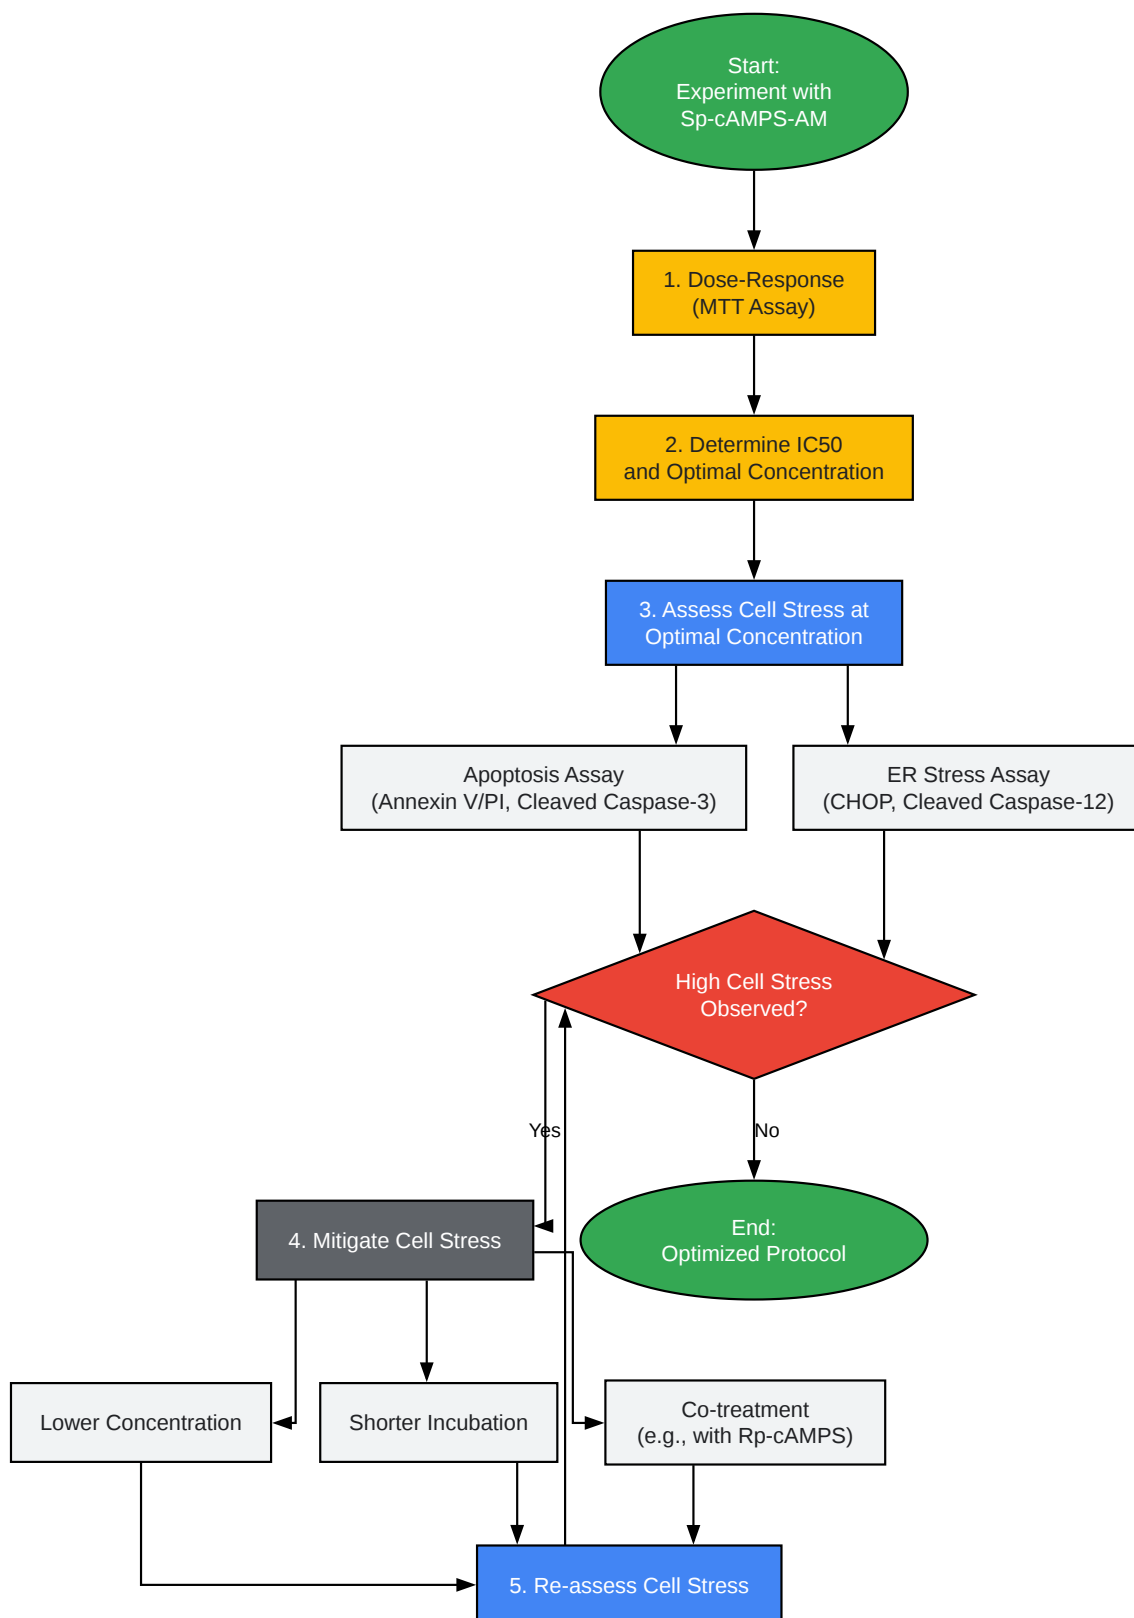 Start:
Experiment with
Sp-cAMPS-AM
1. Dose-Response
(MTT Assay)
2. Determine IC50
and Optimal Concentration
3. Assess Cell Stress at
Optimal Concentration
Apoptosis Assay
(Annexin V/PI, Cleaved Caspase-3)
ER Stress Assay
(CHOP, Cleaved Caspase-12)
High Cell Stress
Observed?
Yes
No
4. Mitigate Cell Stress
End:
Optimized Protocol
Lower Concentration
Shorter Incubation
Co-treatment
(e.g., with Rp-cAMPS)
5. Re-assess Cell Stress